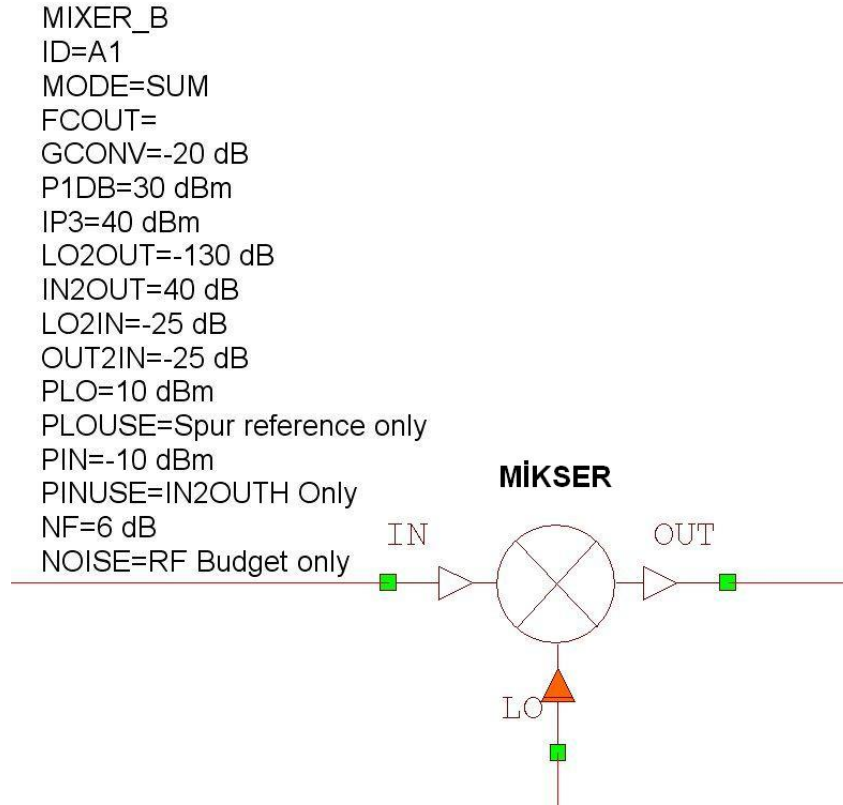 MIXER_B
ID=A1
MODE=SUM
FCOUT=
GCONV=-20 dB
P1DB=30 dBm
IP3=40 dBm
LO2OUT=-130 dB
IN2OUT=40 dB
LO2IN=-25 dB
OUT2IN=-25 dB
PLO=10 dBm
PLOUSE=Spur reference only
PIN=-10 dBm
PINUSE=IN2OUTH Only
NF=6 dB
NOISE=RF Budget only
MİKSER
IN
OUT
LO